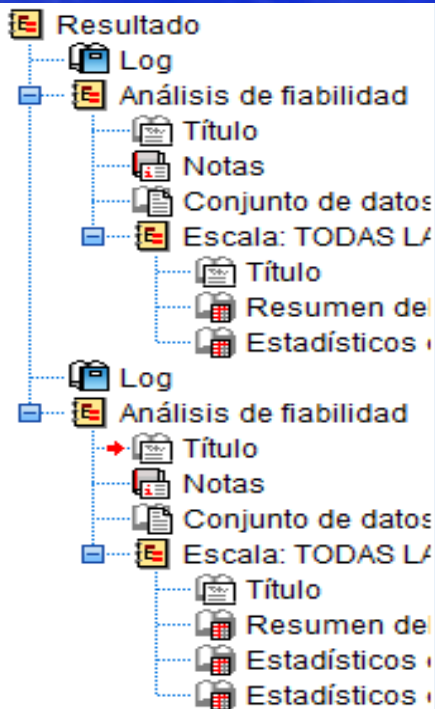 Resultado
Log
Análisis de fiabilidad
Título
Notas
Conjunto de datos
Escala: TODAS LA
Título
Resumen del
Estadísticos
Log
Análisis de fiabilidad
Título
Notas
Conjunto de datos
Escala: TODAS LA
Título
Resumen del
Estadísticos
Estadísticos